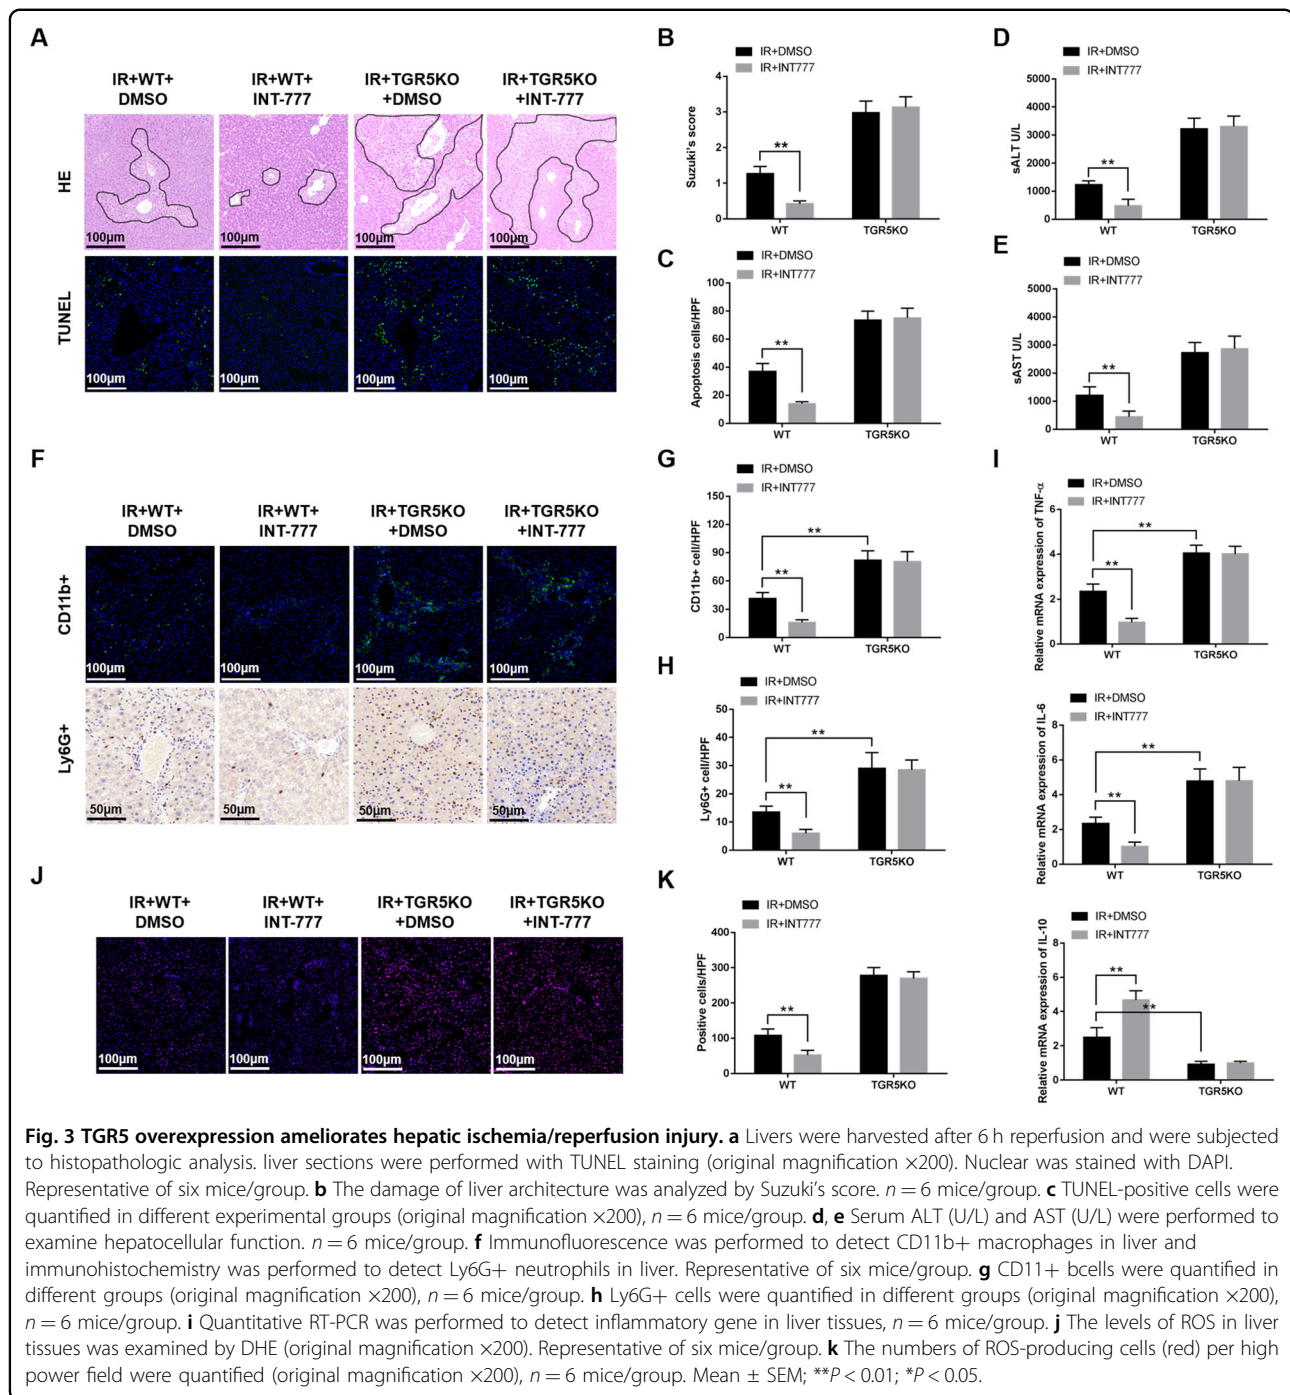 A
IR+WT+
DMSO
IR+WT+
INT-777
IR+TGR5KO
+DMSO
IR+TGR5KO
+INT-777
HE
100μm
100μm
100μm
100μm
TUNEL
100μm
100μm
100μm
100μm
B
IR+DMSO
IR+INT777
Suzuki's score
4
3
2
1
0
**
WT
TGR5KO
C
IR+DMSO
IR+INT777
Apoptosis cells/HPF
100
80
60
40
20
0
**
WT
TGR5KO
D
IR+DMSO
IR+INT777
sALT U/L
5000
4000
3000
2000
1000
0
**
WT
TGR5KO
E
IR+DMSO
IR+INT777
sAST U/L
5000
4000
3000
2000
1000
0
**
WT
TGR5KO
F
IR+WT+
DMSO
IR+WT+
INT-777
IR+TGR5KO
+DMSO
IR+TGR5KO
+INT-777
CD11b+
100μm
100μm
100μm
100μm
Ly6G+
50μm
50μm
50μm
50μm
G
IR+DMSO
IR+INT777
CD11b+ cell/HPF
150
120
90
60
30
0
**
**
WT
TGR5KO
H
IR+DMSO
IR+INT777
Ly6G+ cell/HPF
50
40
30
20
10
0
**
**
WT
TGR5KO
I
IR+DMSO
IR+INT777
Relative mRNA expression of TNF-α
6
4
2
0
**
**
WT
TGR5KO
IR+DMSO
IR+INT777
Relative mRNA expression of IL-6
8
6
4
2
0
**
**
WT
TGR5KO
IR+DMSO
IR+INT777
Relative mRNA expression of IL-10
8
6
4
2
0
**
**
WT
TGR5KO
J
IR+WT+
DMSO
IR+WT+
INT-777
IR+TGR5KO
+DMSO
IR+TGR5KO
+INT-777
100μm
100μm
100μm
100μm
K
IR+DMSO
IR+INT777
Positive cells/HPF
400
300
200
100
0
**
WT
TGR5KO
Fig. 3 TGR5 overexpression ameliorates hepatic ischemia/reperfusion injury. a Livers were harvested after 6 h reperfusion and were subjected
to histopathologic analysis. liver sections were performed with TUNEL staining (original magnification ×200). Nuclear was stained with DAPI.
Representative of six mice/group. b The damage of liver architecture was analyzed by Suzuki's score. n = 6 mice/group. c TUNEL-positive cells were
quantified in different experimental groups (original magnification ×200), n = 6 mice/group. d, e Serum ALT (U/L) and AST (U/L) were performed to
examine hepatocellular function. n = 6 mice/group. f Immunofluorescence was performed to detect CD11b+ macrophages in liver and
immunohistochemistry was performed to detect Ly6G+ neutrophils in liver. Representative of six mice/group. g CD11+ bcells were quantified in
different groups (original magnification ×200), n = 6 mice/group. h Ly6G+ cells were quantified in different groups (original magnification ×200),
n = 6 mice/group. i Quantitative RT-PCR was performed to detect inflammatory gene in liver tissues, n = 6 mice/group. j The levels of ROS in liver
tissues was examined by DHE (original magnification ×200). Representative of six mice/group. k The numbers of ROS-producing cells (red) per high
power field were quantified (original magnification ×200), n = 6 mice/group. Mean ± SEM; **P < 0.01; *P < 0.05.